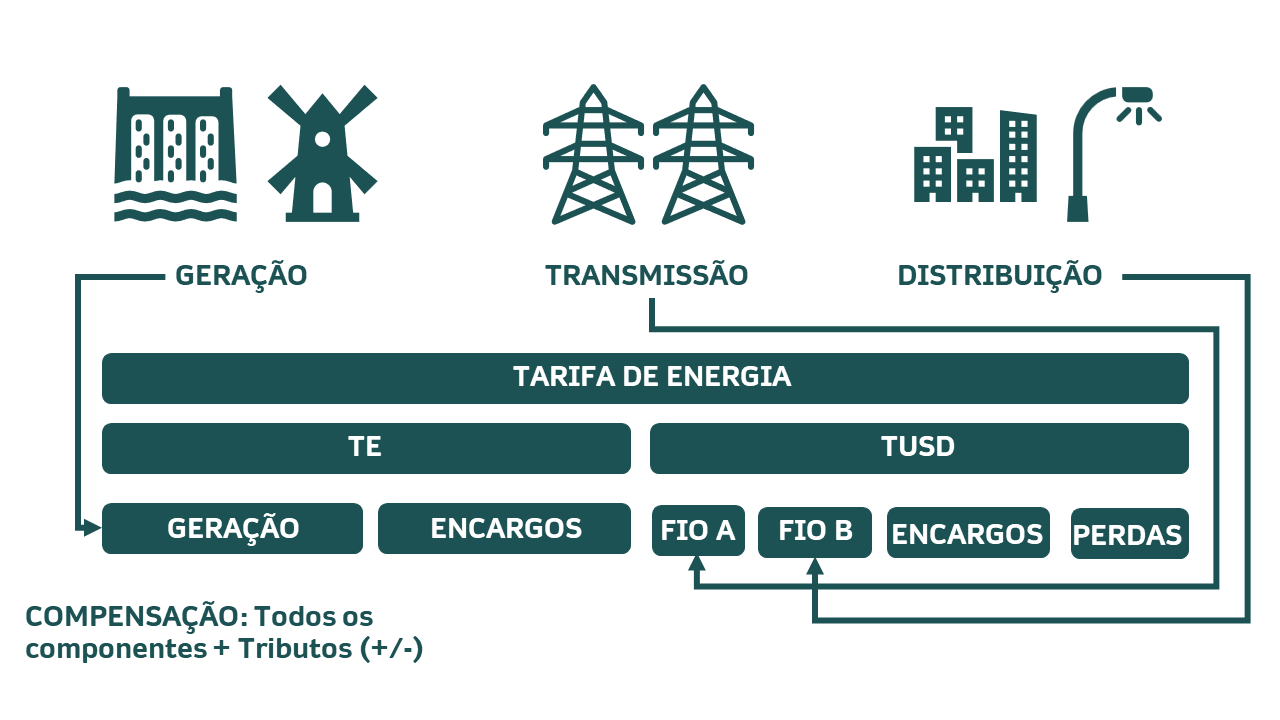 GERAÇÃO
TRANSMISSÃO
DISTRIBUIÇÃO
TARIFA DE ENERGIA
TE
TUSD
GERAÇÃO
ENCARGOS
FIO A
FIO B
ENCARGOS
PERDAS
COMPENSAÇÃO: Todos os
componentes + Tributos (+/-)